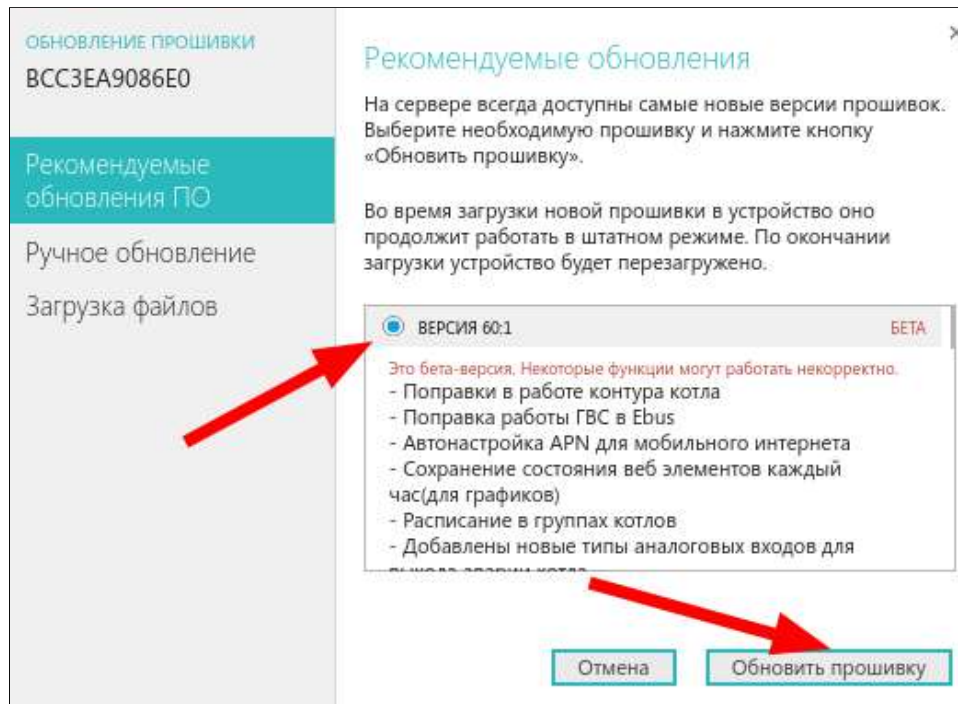 ОБНОВЛЕНИЕ ПРОШИВКИ
BCC3EA9086E0
Рекомендуемые
обновления ПО
Ручное обновление
Загрузка файлов
Рекомендуемые обновления
На сервере всегда доступны самые новые версии прошивок.
Выберите необходимую прошивку и нажмите кнопку
«Обновить прошивку».
Во время загрузки новой прошивки в устройство оно
продолжит работать в штатном режиме. По окончании
загрузки устройство будет перезагружено.
ВЕРСИЯ 60:1 БЕТА
Это бета-версия. Некоторые функции могут работать некорректно.
- Поправки в работе контура котла
- Поправка работы ГВС в Ebus
- Автонастройка APN для мобильного интернета
- Сохранение состояния веб элементов каждый
час(для графиков)
- Расписание в группах котлов
- Добавлены новые типы аналоговых входов для
выхода аварии котла
Отмена
Обновить прошивку